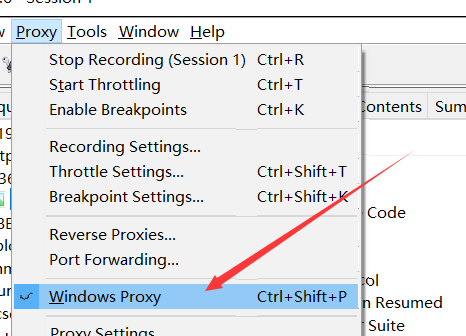 Session 1
Proxy Tools Window Help
Stop Recording (Session 1) Ctrl+R
Start Throttling Ctrl+T
Enable Breakpoints Ctrl+K
Contents Sum
Recording Settings...
Throttle Settings... Ctrl+Shift+T
Breakpoint Settings... Ctrl+Shift+K
Code
Reverse Proxies...
Port Forwarding...
col
Windows Proxy Ctrl+Shift+P
n Resumed
Proxy Settings
r Suite